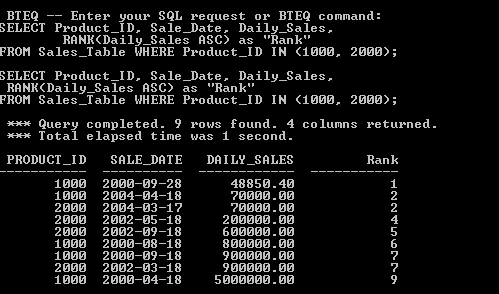 BTEQ -- Enter your SQL request or BTEQ command:
SELECT Product_ID, Sale_Date, Daily_Sales,
RANK(Daily_Sales ASC) as "Rank"
FROM Sales_Table WHERE Product_ID IN (1000, 2000);
SELECT Product_ID, Sale_Date, Daily_Sales,
RANK(Daily_Sales ASC) as "Rank"
FROM Sales_Table WHERE Product_ID IN (1000, 2000);
*** Query completed. 9 rows found. 4 columns returned.
*** Total elapsed time was 1 second.
PRODUCT_ID SALE_DATE DAILY_SALES Rank
----------- ---------- ----------- -----------
1000 2000-09-28 48850.40 1
1000 2004-04-18 70000.00 2
2000 2004-03-17 70000.00 2
2000 2002-05-18 200000.00 4
2000 2002-09-18 600000.00 5
1000 2000-08-18 800000.00 6
1000 2000-09-18 900000.00 7
2000 2002-03-18 900000.00 7
1000 2000-04-18 5000000.00 9